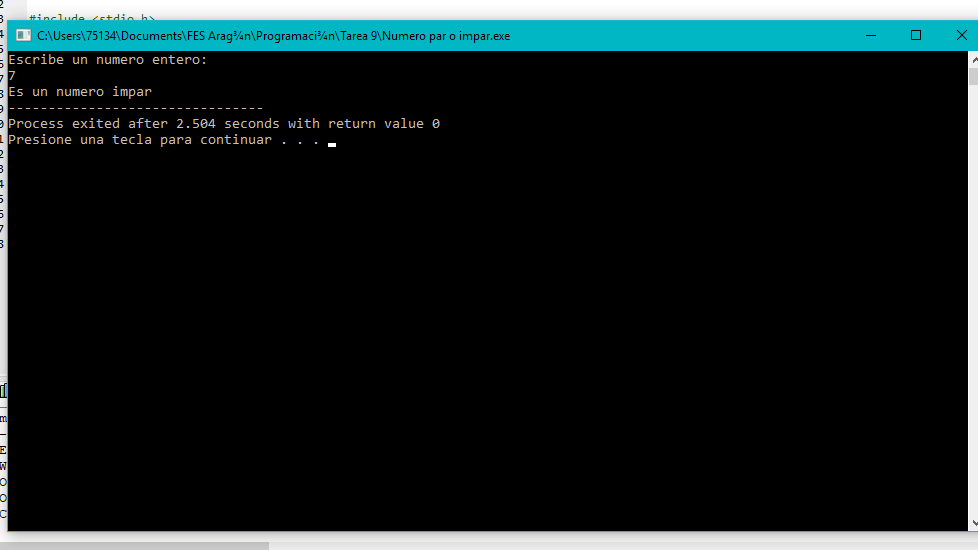 #include <stdio.h>
C:\Users\75134\Documents\FES Arag¾n\Programaci¾n\Tarea 9\Numero par o impar.exe
Escribe un numero entero:
7
Es un numero impar
--------------------------------
Process exited after 2.504 seconds with return value 0
Presione una tecla para continuar . . .